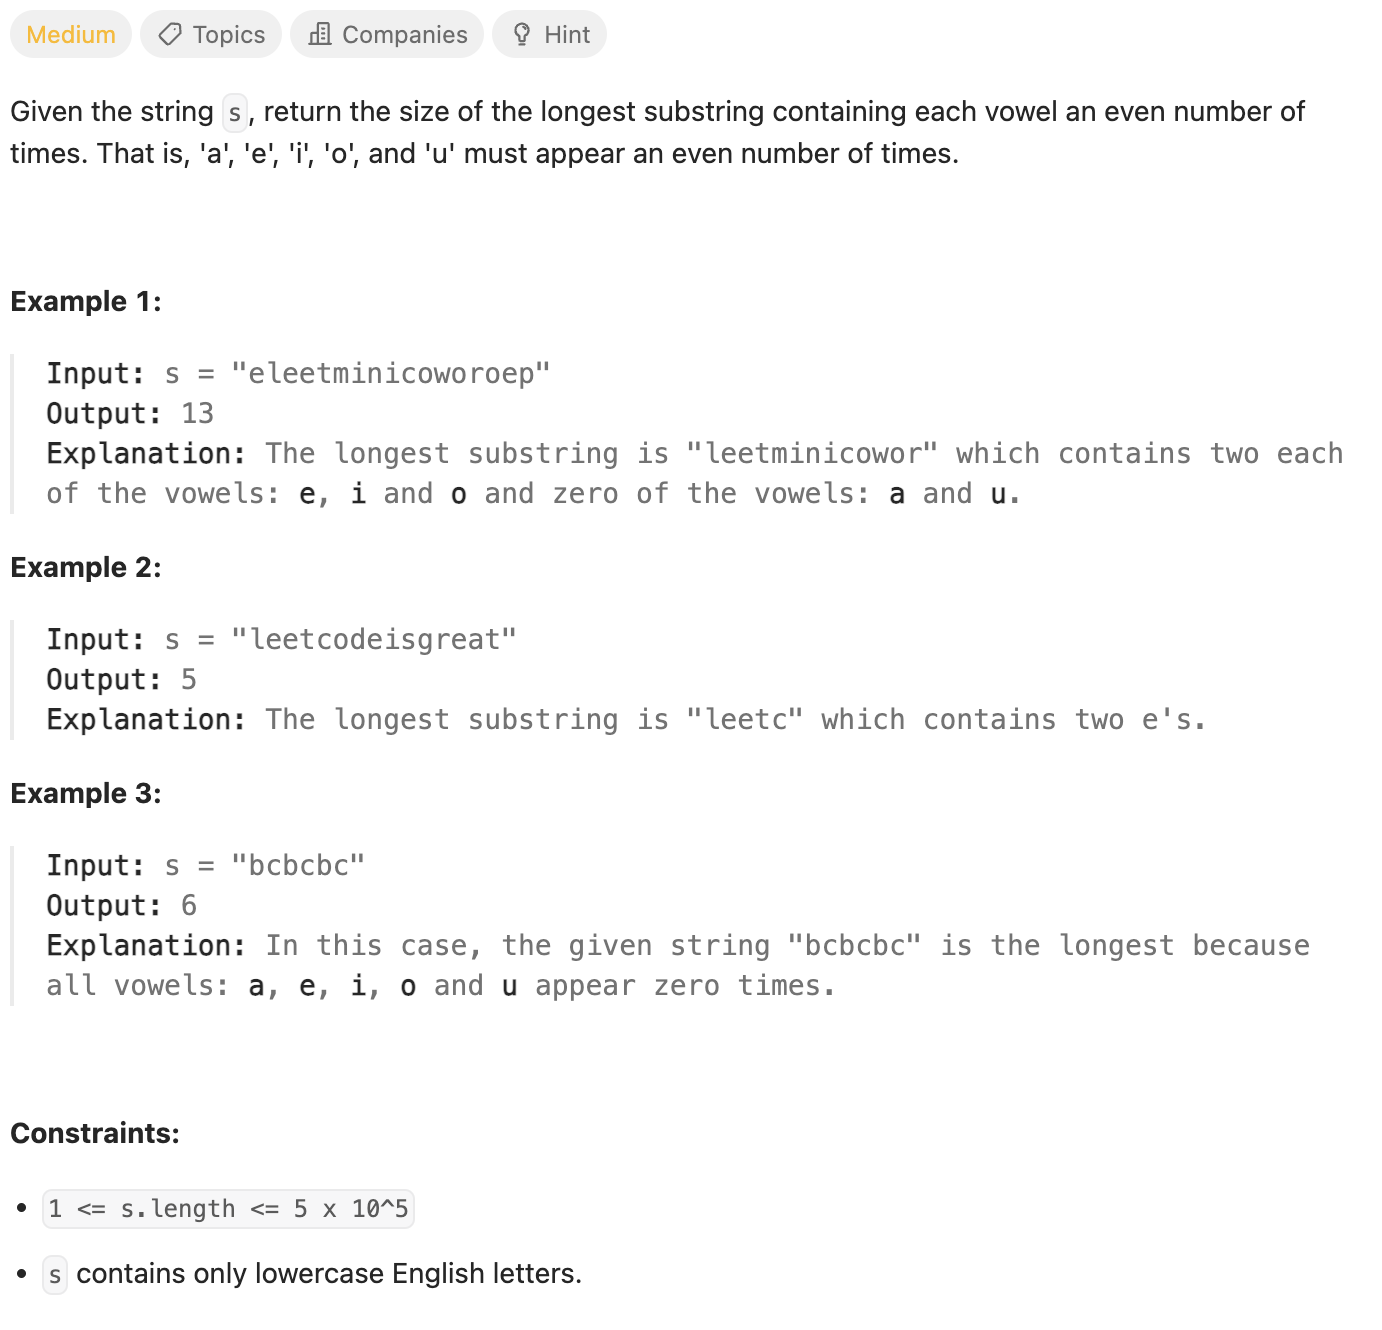 Medium Topics Companies Hint
Given the string s, return the size of the longest substring containing each vowel an even number of
times. That is, 'a', 'e', 'i', 'o', and 'u' must appear an even number of times.
Example 1:
Input: s = "eleetminicoworoep"
Output: 13
Explanation: The longest substring is "leetminicowor" which contains two each
of the vowels: e, i and o and zero of the vowels: a and u.
Example 2:
Input: s = "leetcodeisgreat"
Output: 5
Explanation: The longest substring is "leetc" which contains two e's.
Example 3:
Input: s = "bcbcbc"
Output: 6
Explanation: In this case, the given string "bcbcbc" is the longest because
all vowels: a, e, i, o and u appear zero times.
Constraints:
• 1 <= s.length <= 5 x 10^5
• s contains only lowercase English letters.